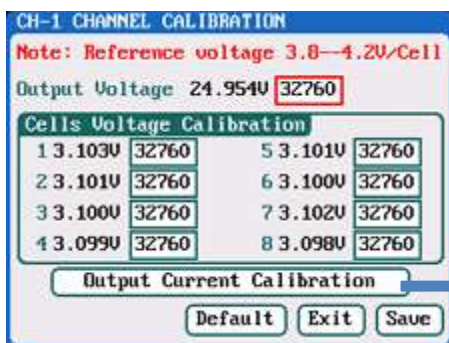 CH-1 CHANNEL CALIBRATION
Note: Reference voltage 3.8--4.2V/Cell
Output Voltage 24.954V 32760
Cells Voltage Calibration
1 3.103V 32760 5 3.101V 32760
2 3.101V 32760 6 3.100V 32760
3 3.100V 32760 7 3.102V 32760
4 3.099V 32760 8 3.098V 32760
Output Current Calibration
Default Exit Save